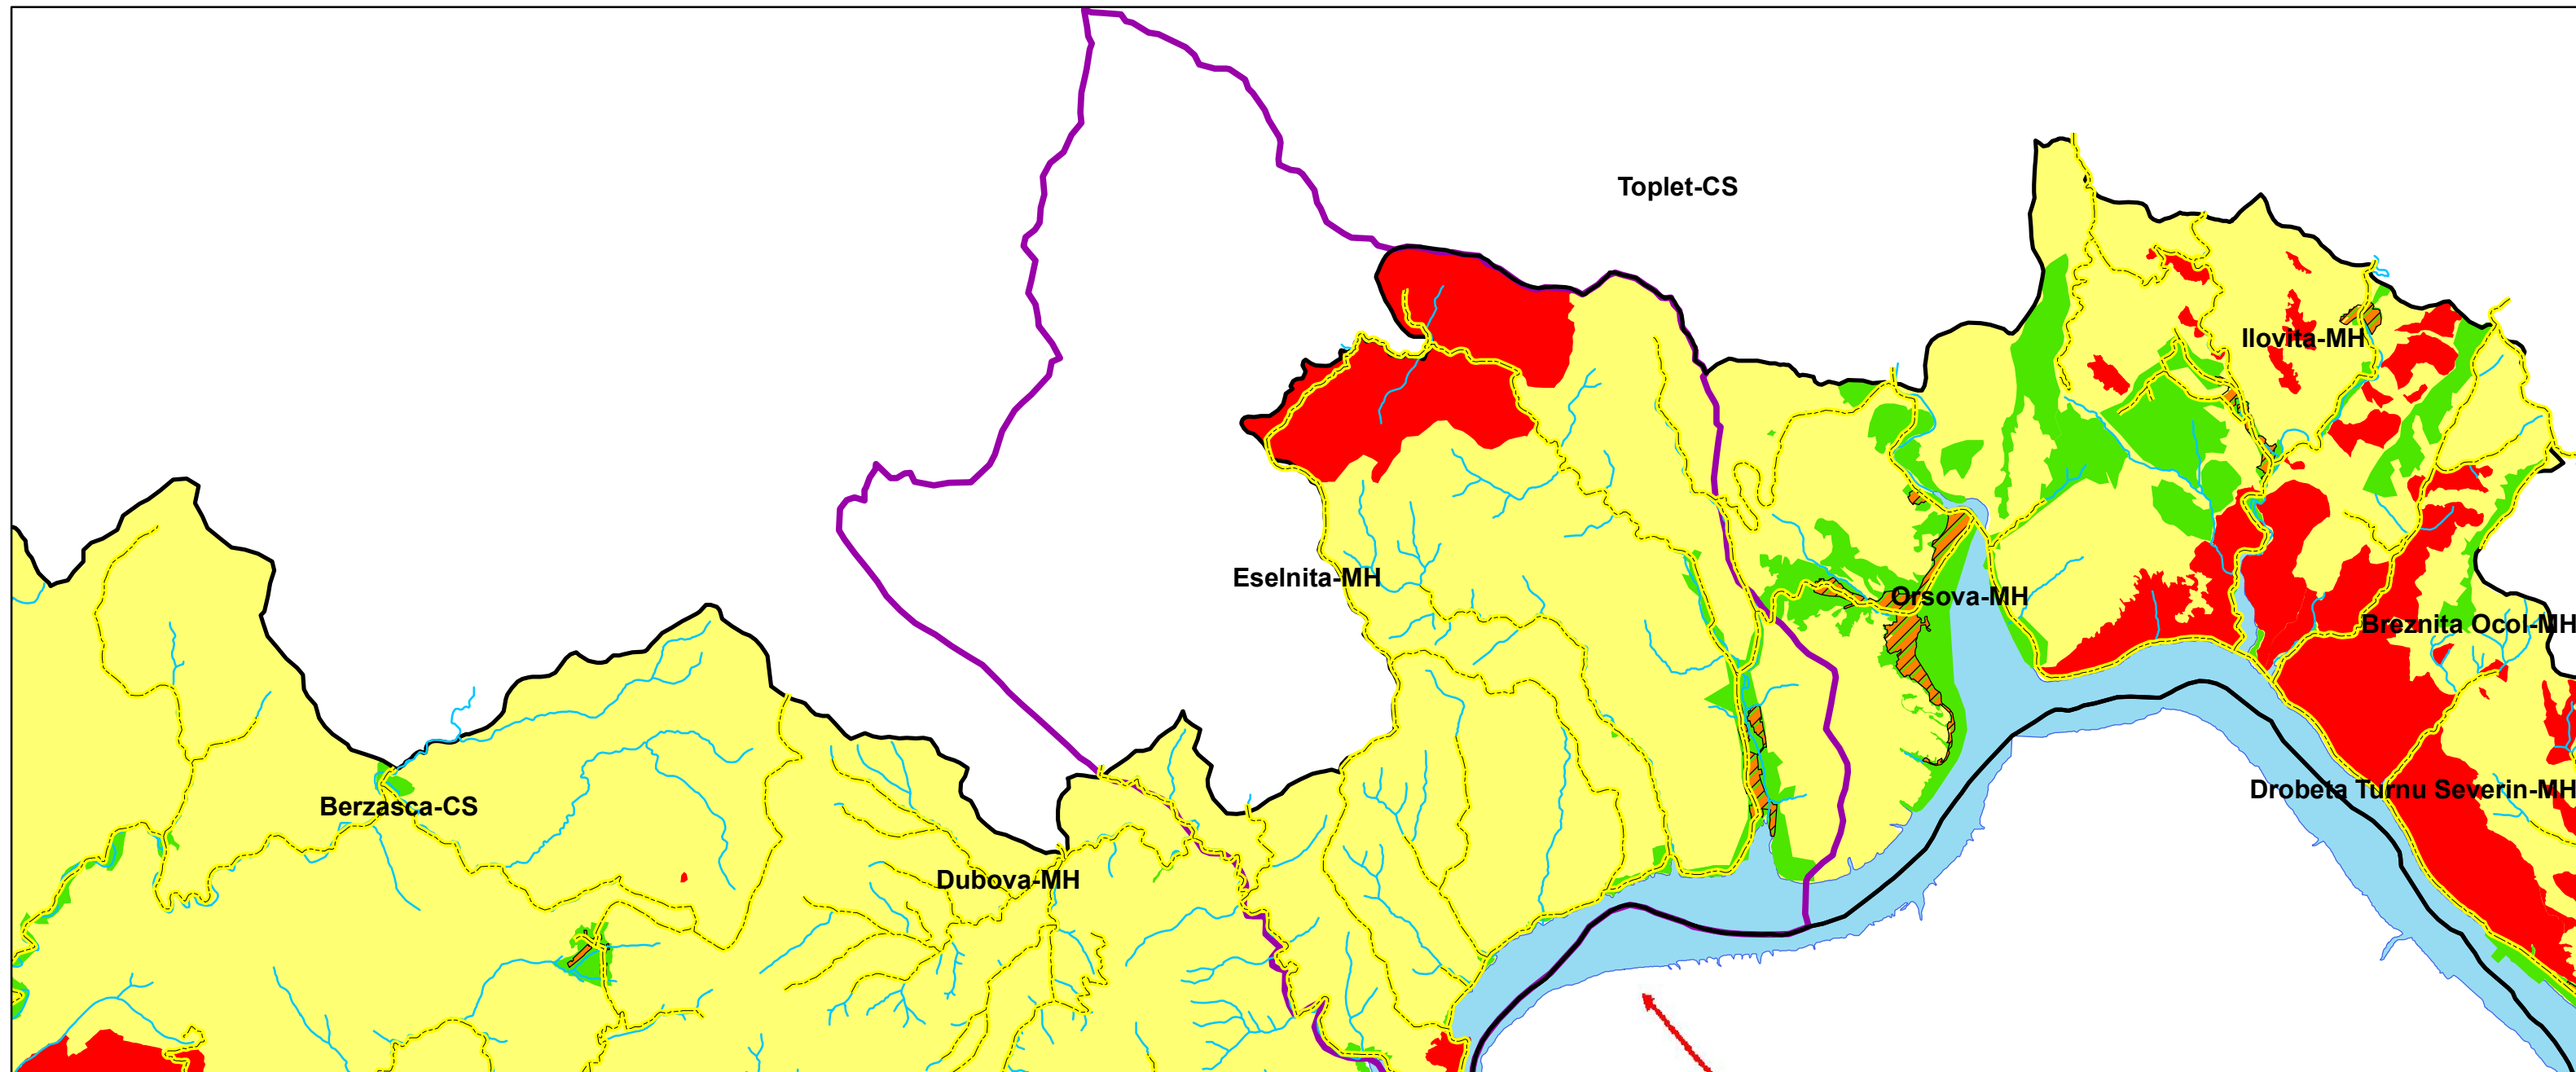 Toplet-CS
Ilovita-MH
Eselnita-MH
Orsova-MH
Breznita Ocol-MH
Drobeta Turnu Severin-MH
Berzasca-CS
Dubova-MH